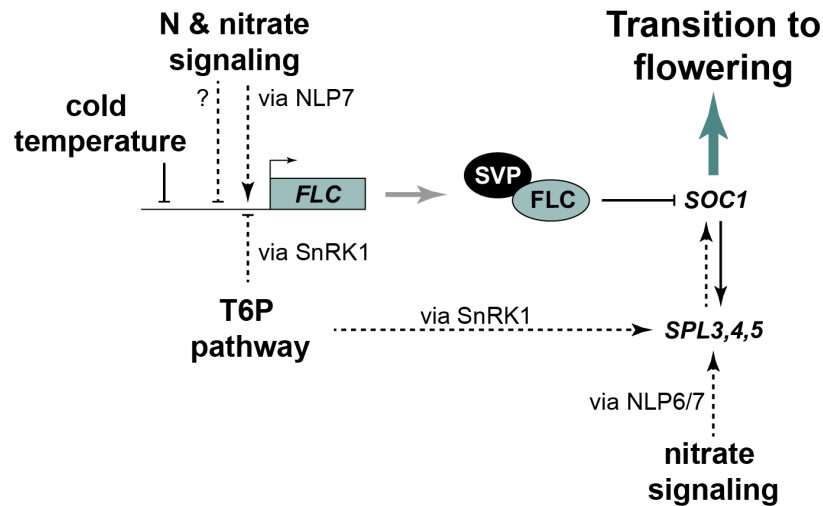 N & nitrate
signaling
Transition to
flowering
cold
temperature
?
via NLP7
FLC
SVP
FLC
SOC1
via SnRK1
T6P
pathway
via SnRK1
SPL3,4,5
via NLP6/7
nitrate
signaling